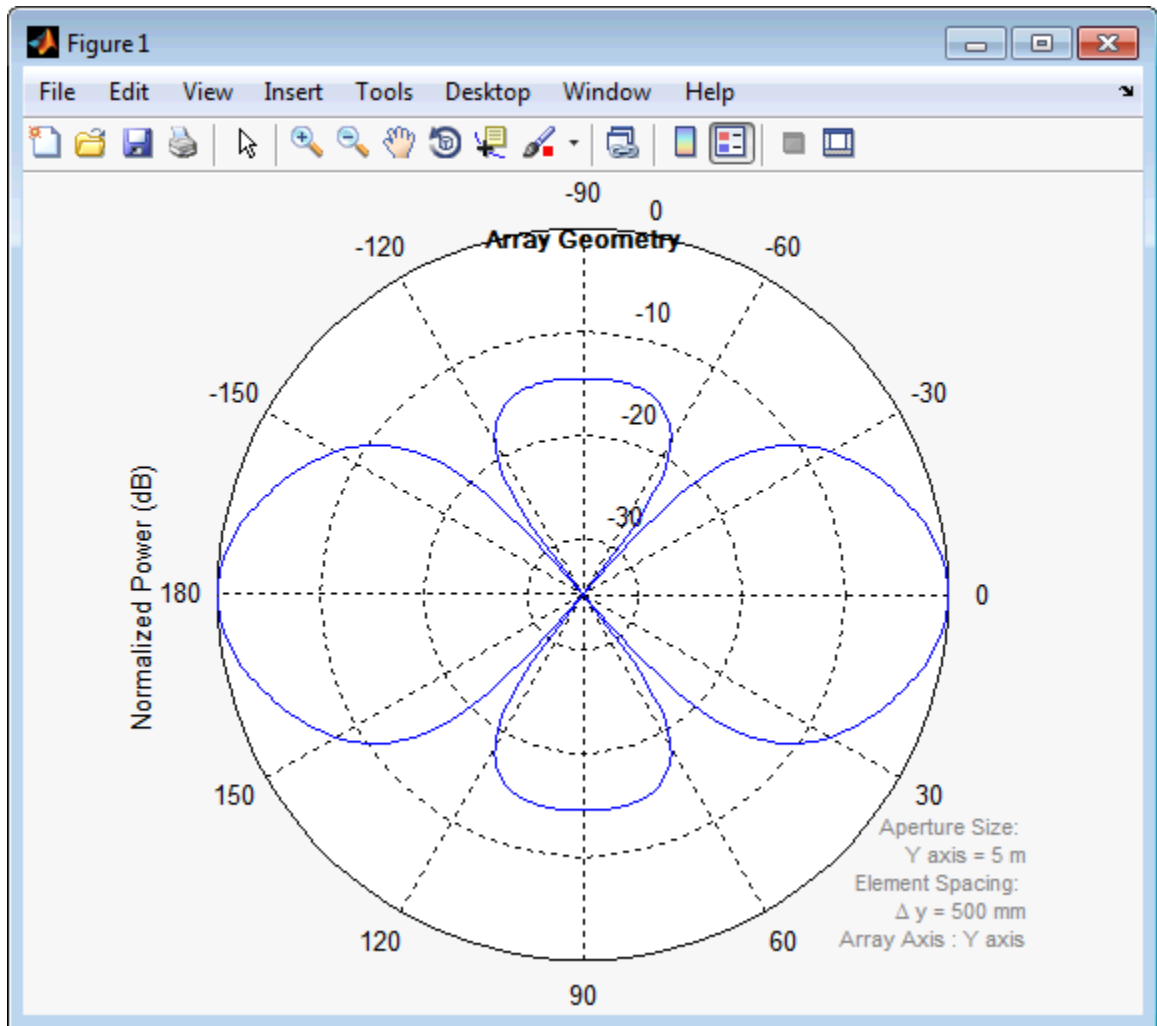 Figure 1
File Edit View Insert Tools Desktop Window Help
-90
0
Array Geometry
-120
-60
-10
-150
-30
-20
Normalized Power (dB)
-30
180
0
150
30
Aperture Size:
Y axis = 5 m
Element Spacing:
Δ y = 500 mm
Array Axis : Y axis
120
60
90